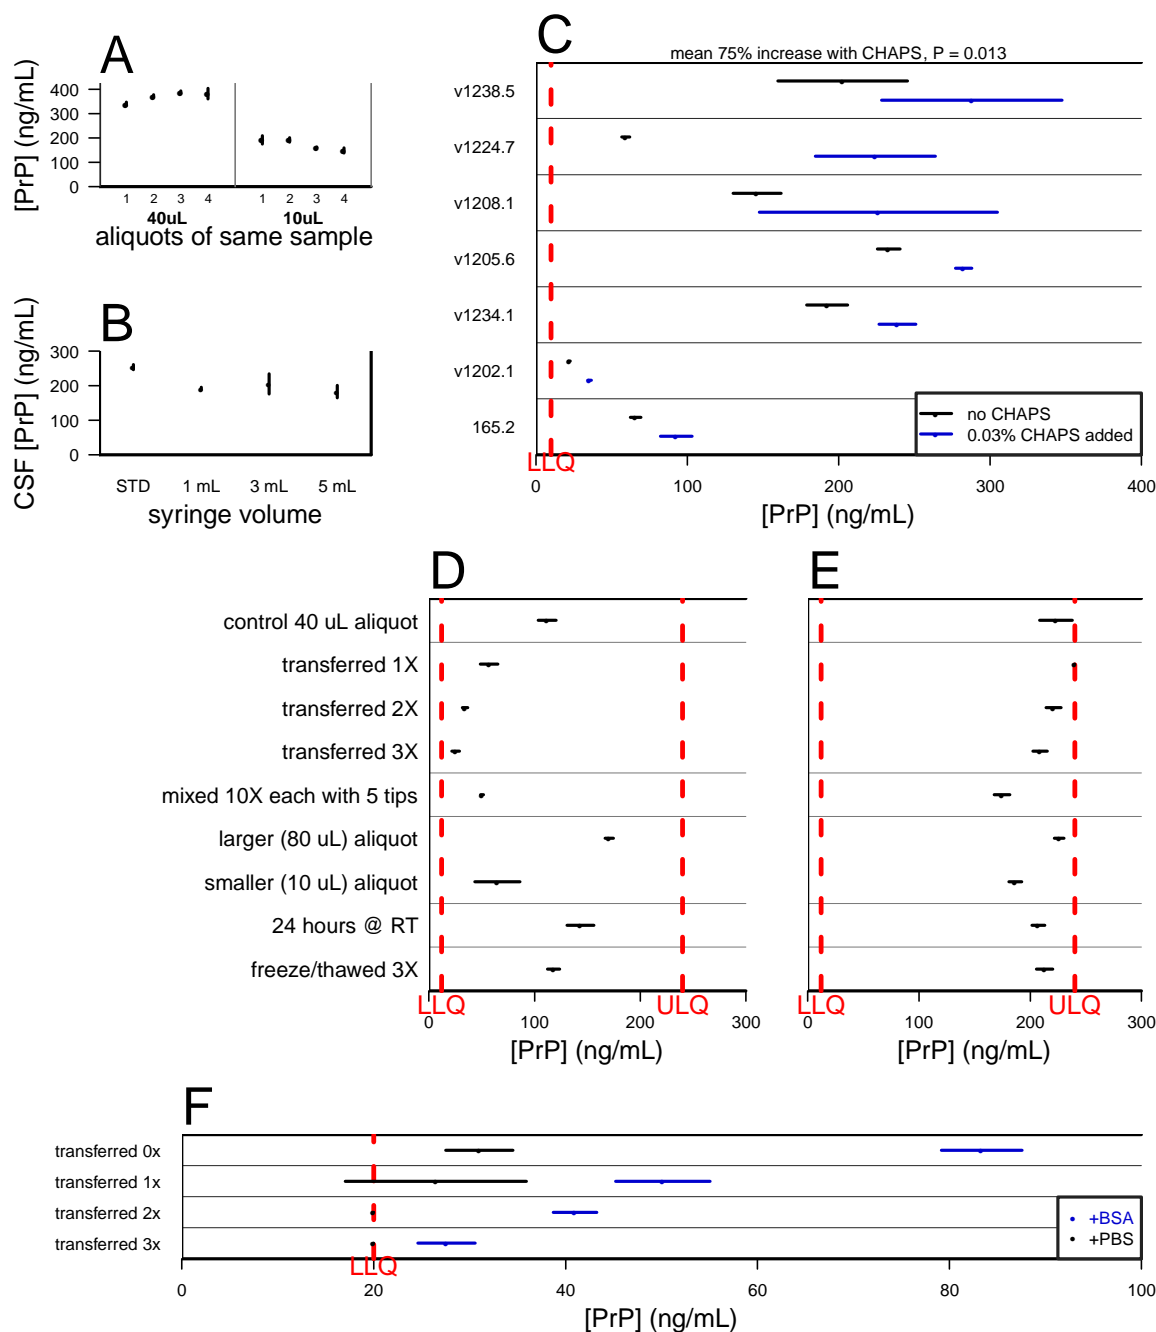 A
[PrP] (ng/mL)
400
300
200
100
0
1 2 3 4 1 2 3 4
40uL 10uL
aliquots of same sample
B
CSF [PrP] (ng/mL)
300
200
100
0
STD 1 mL 3 mL 5 mL
syringe volume
C
mean 75% increase with CHAPS, P = 0.013
v1238.5
v1224.7
v1208.1
v1205.6
v1234.1
v1202.1
165.2
no CHAPS
0.03% CHAPS added
LLQ
0 100 200 300 400
[PrP] (ng/mL)
D
control 40 uL aliquot
transferred 1X
transferred 2X
transferred 3X
mixed 10X each with 5 tips
larger (80 uL) aliquot
smaller (10 uL) aliquot
24 hours @ RT
freeze/thawed 3X
LLQ ULQ
0 100 200 300
[PrP] (ng/mL)
E
LLQ ULQ
0 100 200 300
[PrP] (ng/mL)
F
transferred 0x
transferred 1x
transferred 2x
transferred 3x
+BSA
+PBS
LLQ
0 20 40 60 80 100
[PrP] (ng/mL)